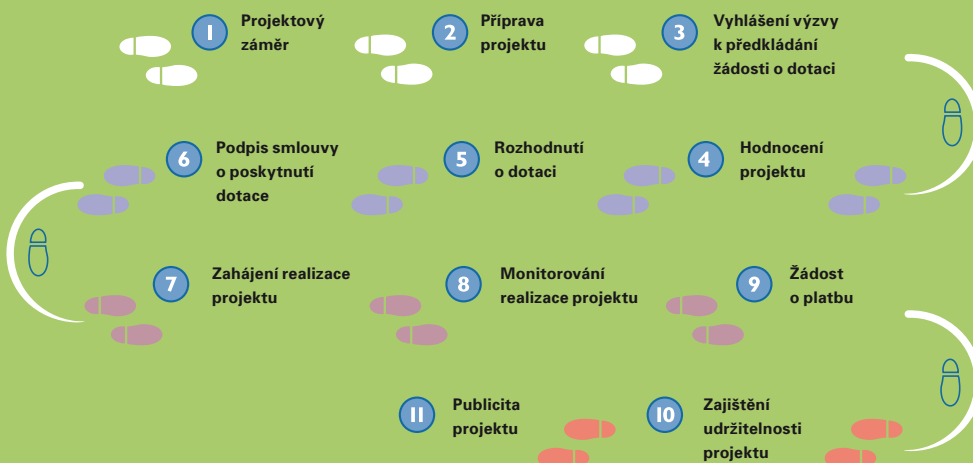 1 Projektový
záměr
2 Příprava
projektu
3 Vyhlášení výzvy
k předkládání
žádosti o dotaci
4 Hodnocení
projektu
5 Rozhodnutí
o dotaci
6 Podpis smlouvy
o poskytnutí
dotace
7 Zahájení realizace
projektu
8 Monitorování
realizace projektu
9 Žádost
o platbu
10 Zajištění
udržitelnosti
projektu
11 Publicita
projektu